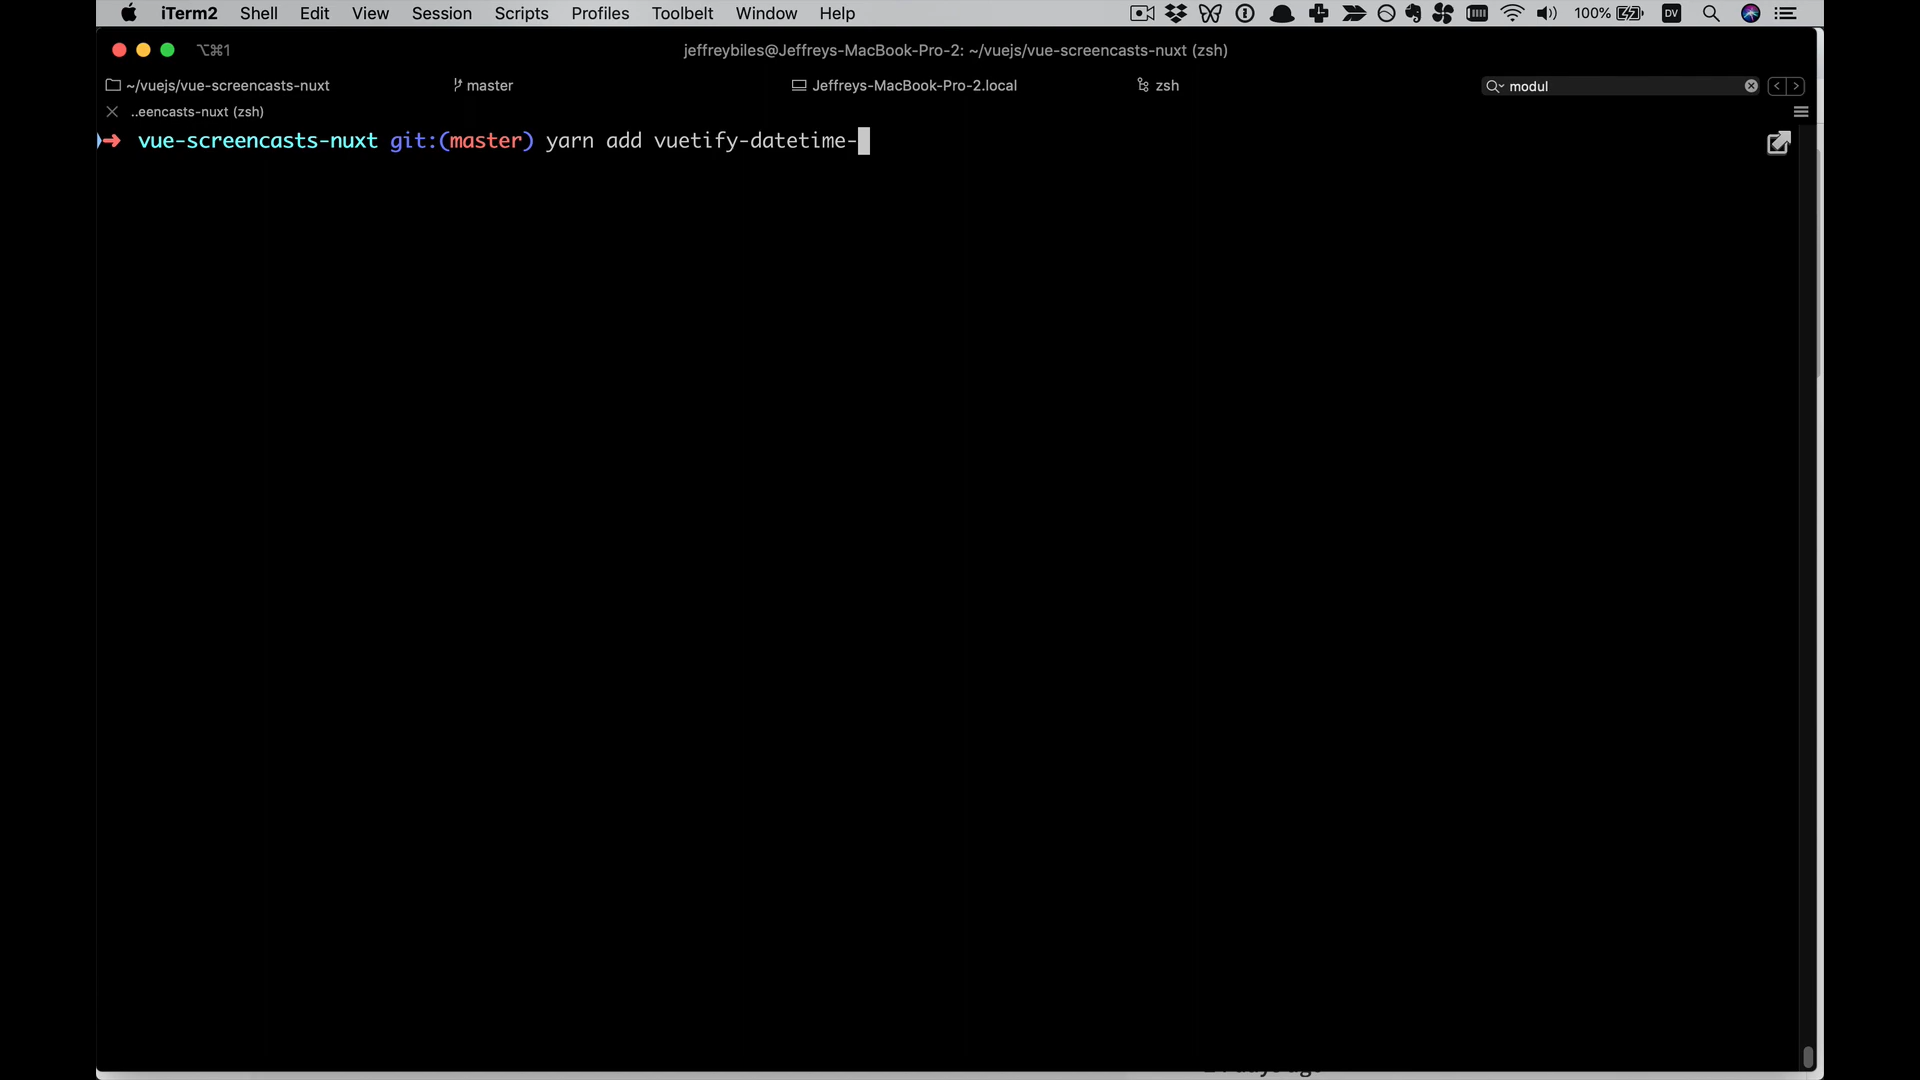 iTerm2 Shell Edit View Session Scripts Profiles Toolbelt Window Help 100% DV
⌥⌘1 jeffreybiles@Jeffreys-MacBook-Pro-2: ~/vuejs/vue-screencasts-nuxt (zsh)
~/vuejs/vue-screencasts-nuxt master Jeffreys-MacBook-Pro-2.local zsh modul
..eencasts-nuxt (zsh)
➜ vue-screencasts-nuxt git:(master) yarn add vuetify-datetime-